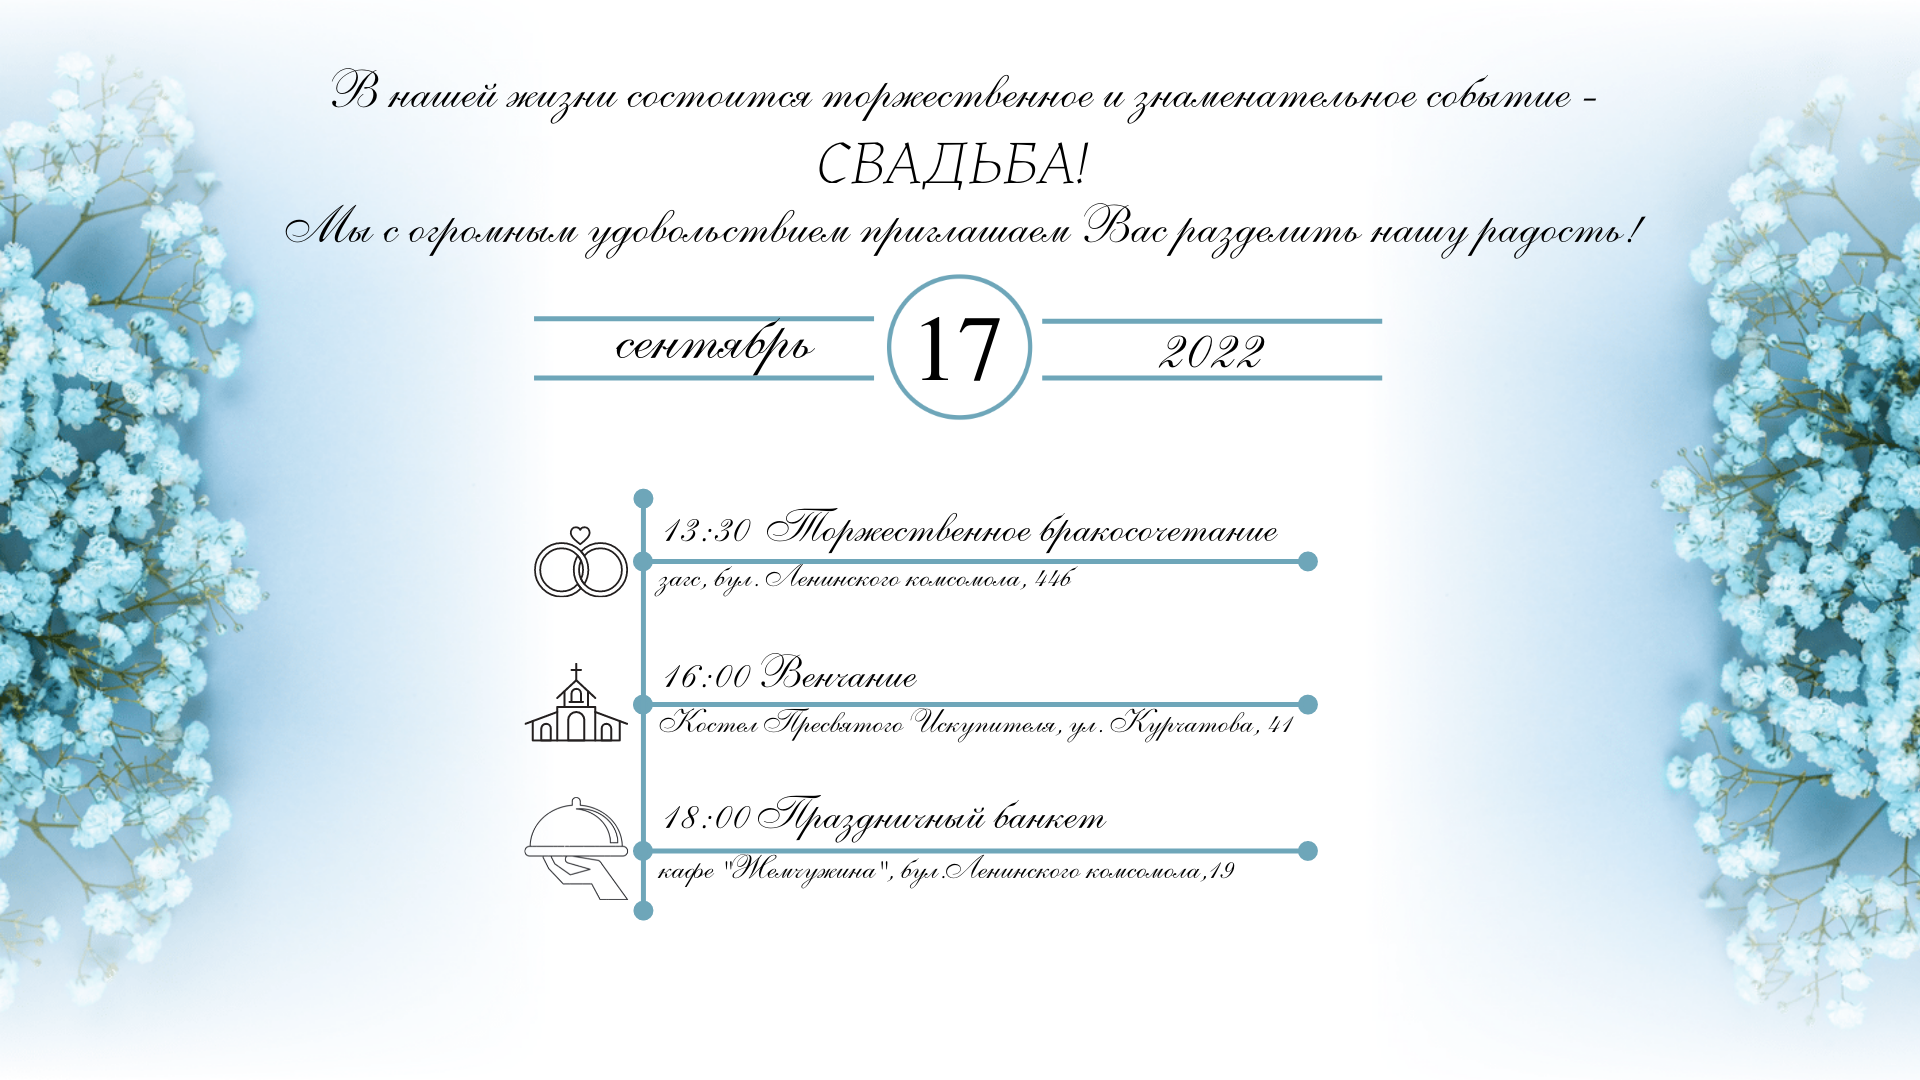 В нашей жизни состоится торжественное и знаменательное событие -
СВАДЬБА!
Мы с огромным удовольствием приглашаем Вас разделить нашу радость!
сентябрь 17 2022
13:30 Торжественное бракосочетание
загс, бул. Ленинского комсомола, 44б
16:00 Венчание
Костел Пресвятого Искупителя, ул. Курчатова, 41
18:00 Праздничный банкет
кафе "Жемчужина", бул.Ленинского комсомола,19